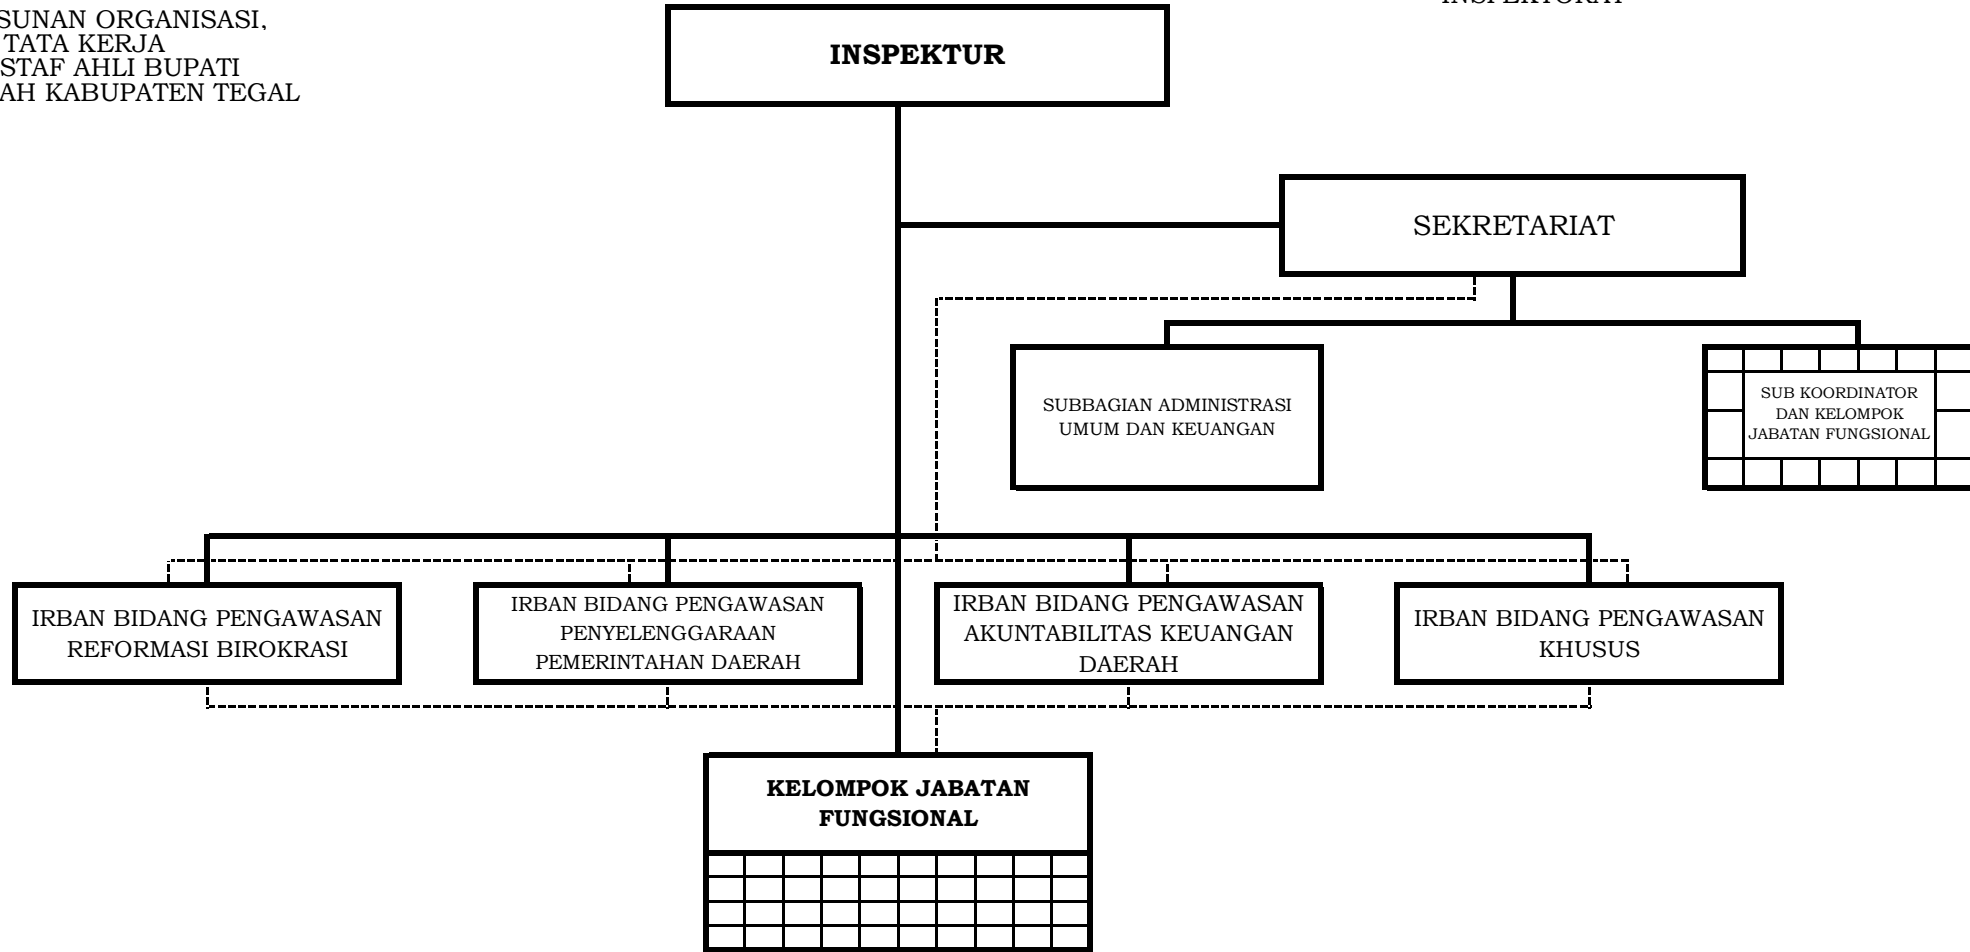 SUNAN ORGANISASI,
TATA KERJA
STAF AHLI BUPATI
AH KABUPATEN TEGAL
INSPEKTORAT
INSPEKTUR
SEKRETARIAT
SUBBAGIAN ADMINISTRASI
UMUM DAN KEUANGAN
SUB KOORDINATOR
DAN KELOMPOK
JABATAN FUNGSIONAL
IRBAN BIDANG PENGAWASAN
REFORMASI BIROKRASI
IRBAN BIDANG PENGAWASAN
PENYELENGGARAAN
PEMERINTAHAN DAERAH
IRBAN BIDANG PENGAWASAN
AKUNTABILITAS KEUANGAN
DAERAH
IRBAN BIDANG PENGAWASAN
KHUSUS
KELOMPOK JABATAN
FUNGSIONAL